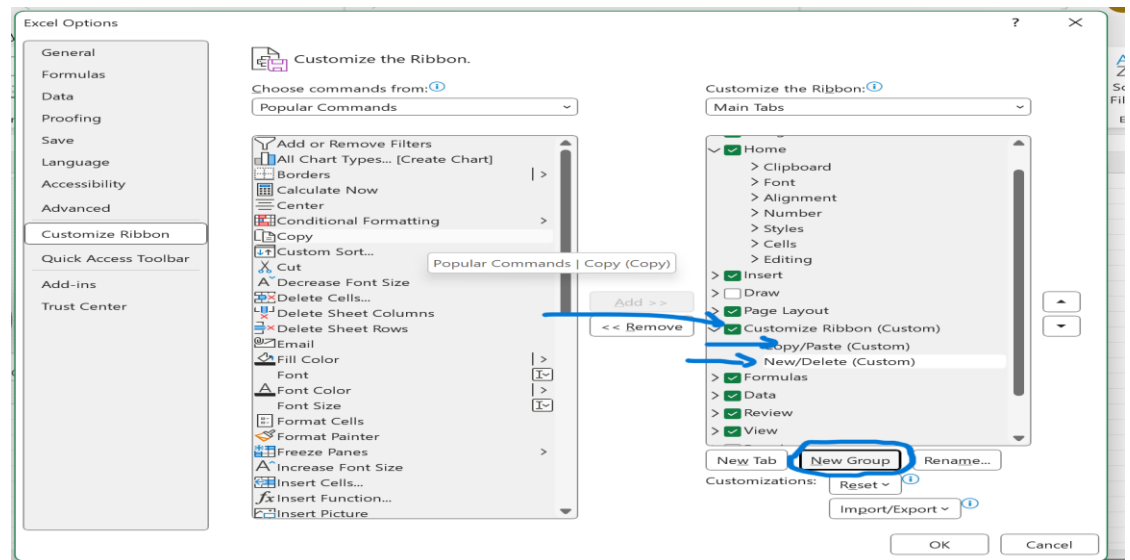 Excel Options
?
General
Formulas
Data
Proofing
Save
Language
Accessibility
Advanced
Customize Ribbon
Quick Access Toolbar
Add-ins
Trust Center
Customize the Ribbon.
Choose commands from:
Popular Commands
Add or Remove Filters
All Chart Types... [Create Chart]
Borders
Calculate Now
Center
Conditional Formatting
Copy
Custom Sort...
Cut
Popular Commands | Copy (Copy)
Decrease Font Size
Delete Cells...
Delete Sheet Columns
Delete Sheet Rows
Email
Fill Color
Font
Font Color
Font Size
Format Cells
Format Painter
Freeze Panes
Increase Font Size
Insert Cells...
Insert Function...
Insert Picture
Add >>
<< Remove
Customize the Ribbon:
Main Tabs
Home
Clipboard
Font
Alignment
Number
Styles
Cells
Editing
Insert
Draw
Page Layout
Customize Ribbon (Custom)
Copy/Paste (Custom)
New/Delete (Custom)
Formulas
Data
Review
View
New Tab
New Group
Rename...
Customizations:
Reset
Import/Export
OK
Cancel